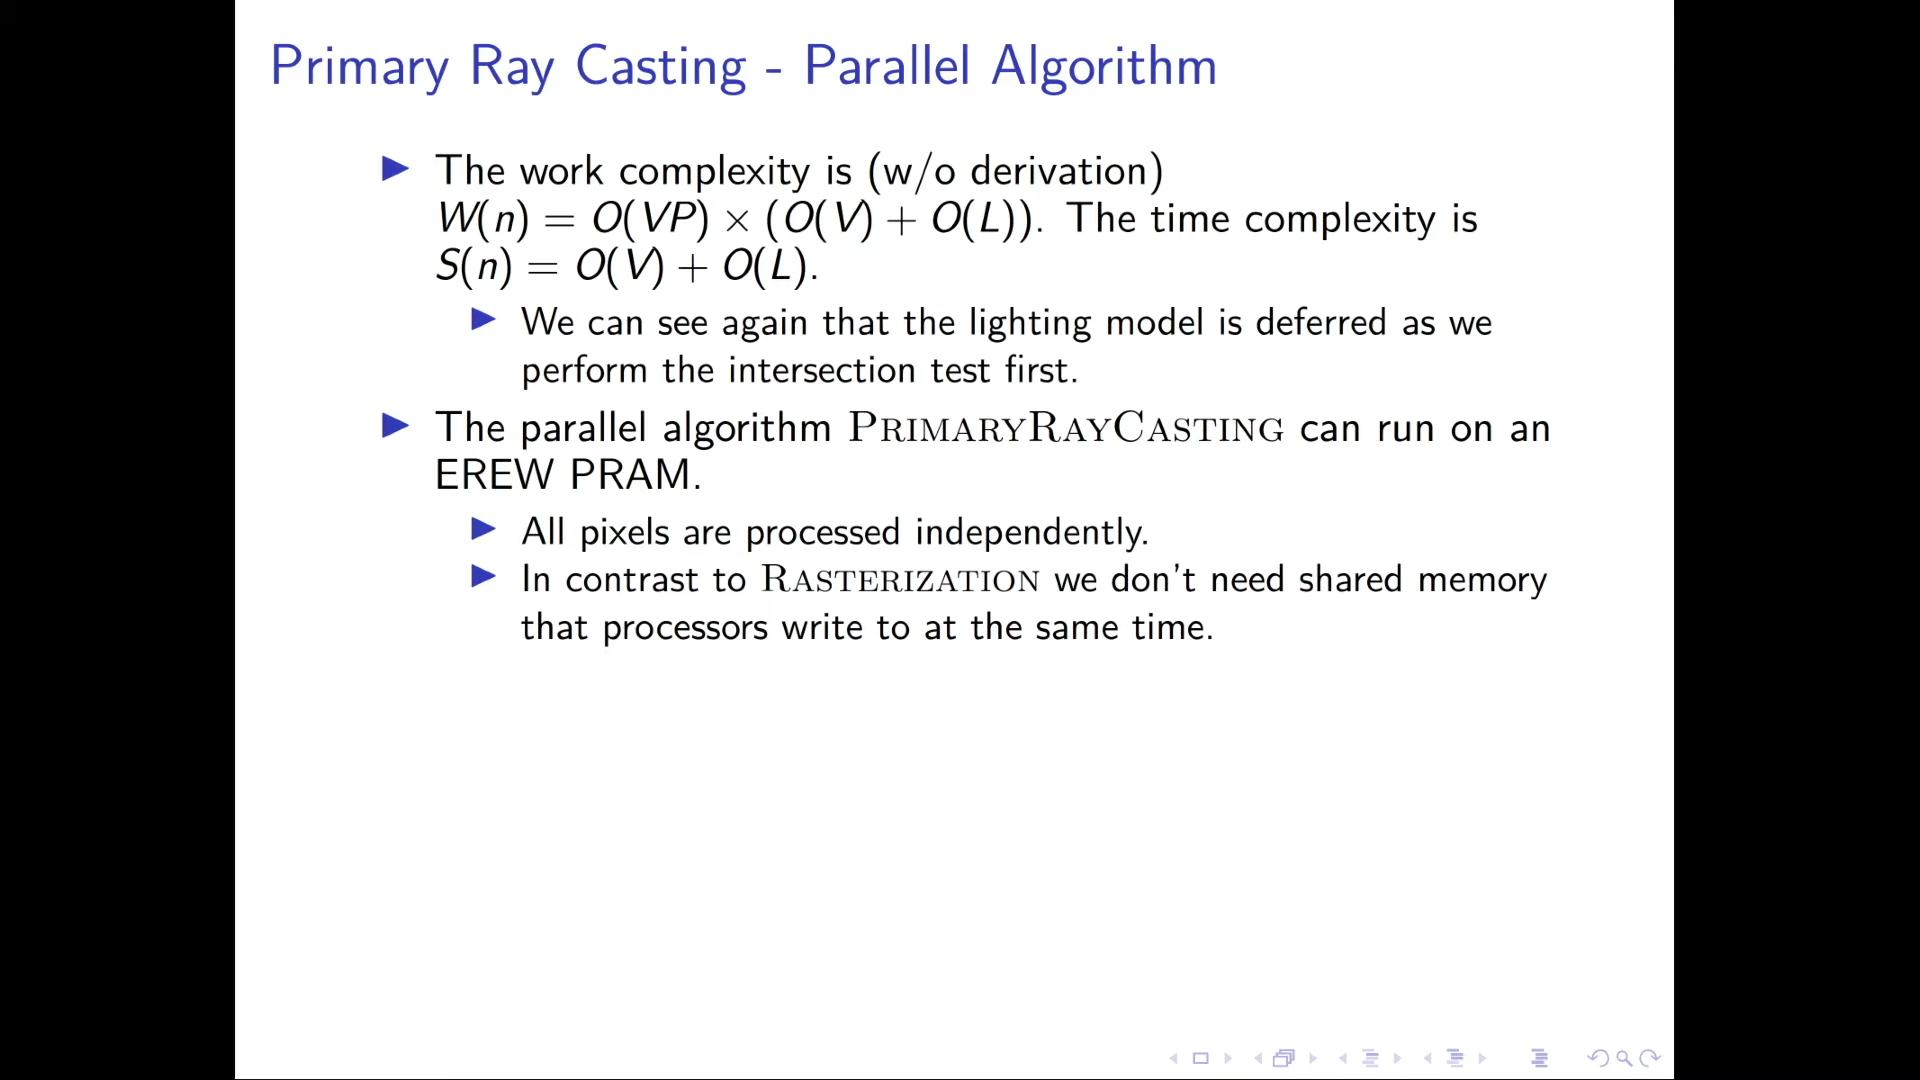 Primary Ray Casting - Parallel Algorithm
The work complexity is (w/o derivation)
W(n) = O(VP) × (O(V) + O(L)). The time complexity is
S(n) = O(V) + O(L).
We can see again that the lighting model is deferred as we
perform the intersection test first.
The parallel algorithm PRIMARYRAYCASTING can run on an
EREW PRAM.
All pixels are processed independently.
In contrast to RASTERIZATION we don't need shared memory
that processors write to at the same time.